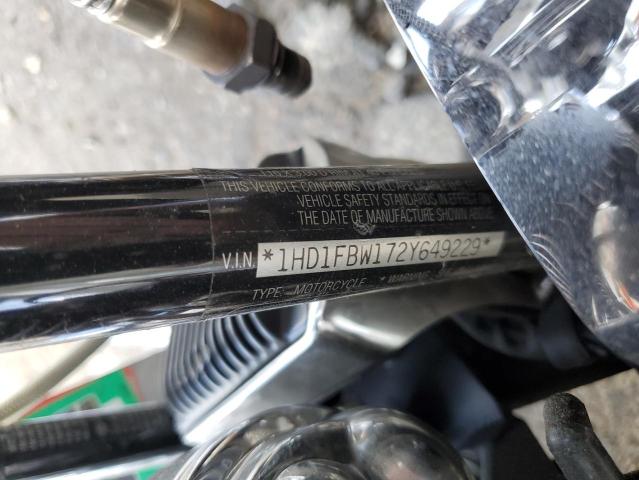 THIS VEHICLE CONFORMS TO ALL
VEHICLE SAFETY STANDARDS IN EFFECT ON
THE DATE OF MANUFACTURE SHOWN ABOVE
V.I.N. *1HD1FBW172Y649229*
TYPE MOTORCYCLE * WARNING